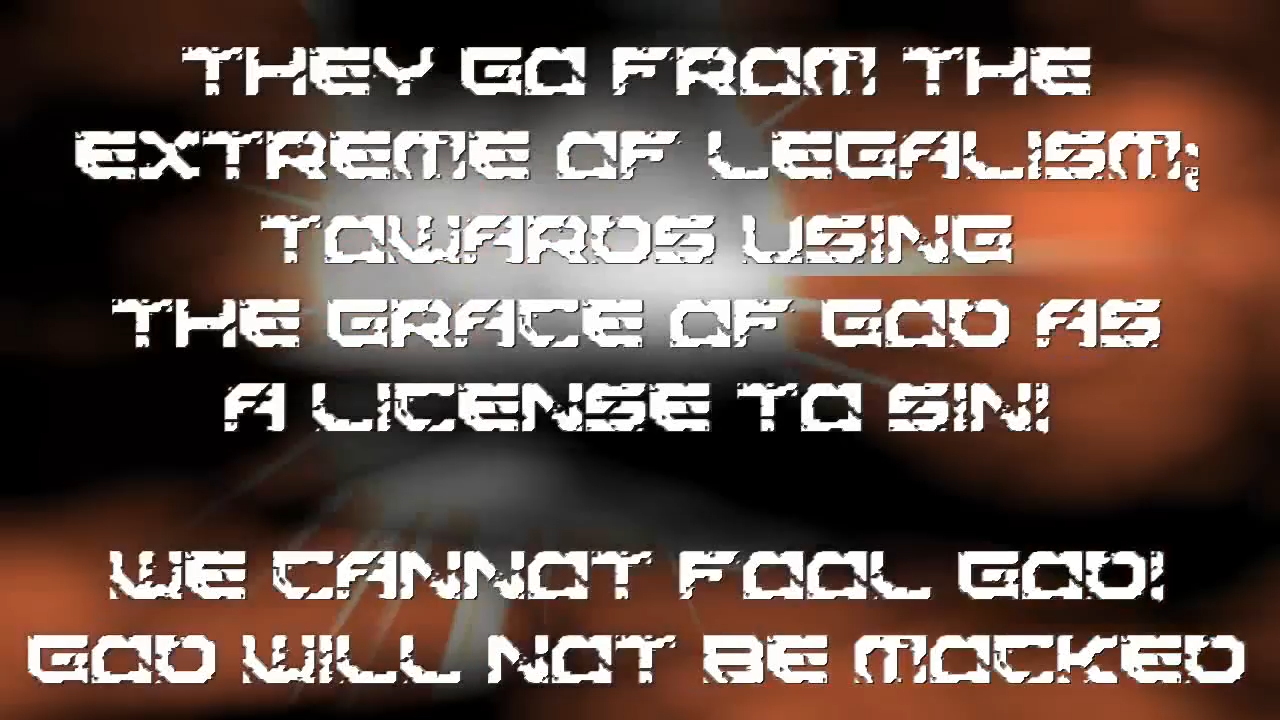 THEY GO FROM THE
EXTREME OF LEGALISM;
TOWARDS USING
THE GRACE OF GOD AS
A LICENSE TO SIN!
WE CANNOT FOOL GOD!
GOD WILL NOT BE MOCKED